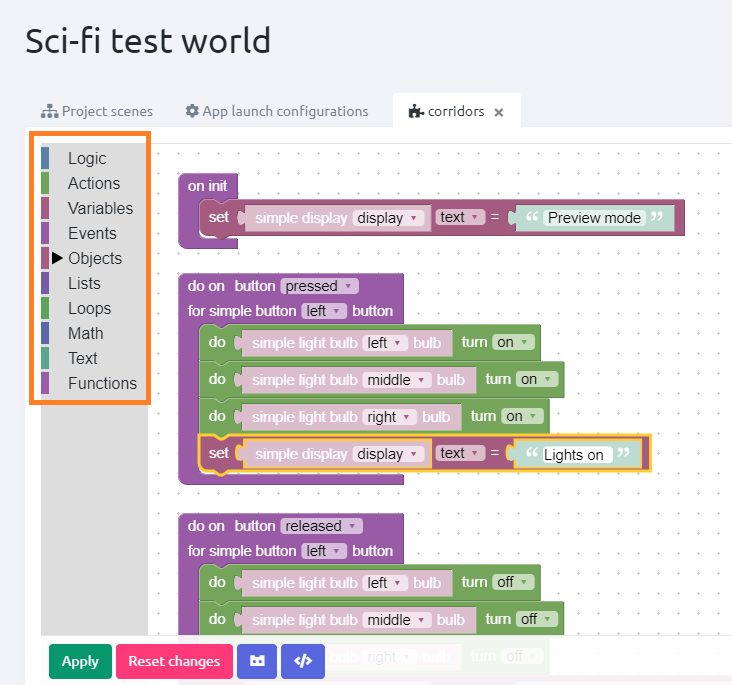 Sci-fi test world
Project scenes
App launch configurations
corridors ×
Logic
Actions
Variables
Events
Objects
Lists
Loops
Math
Text
Functions
on init
set simple display display text = “ Preview mode ”
do on button pressed
for simple button left button
do simple light bulb left bulb turn on
do simple light bulb middle bulb turn on
do simple light bulb right bulb turn on
set simple display display text = “ Lights on ”
do on button released
for simple button left button
do simple light bulb left bulb turn off
do simple light bulb middle bulb turn off
bulb right bulb turn off
Apply
Reset changes